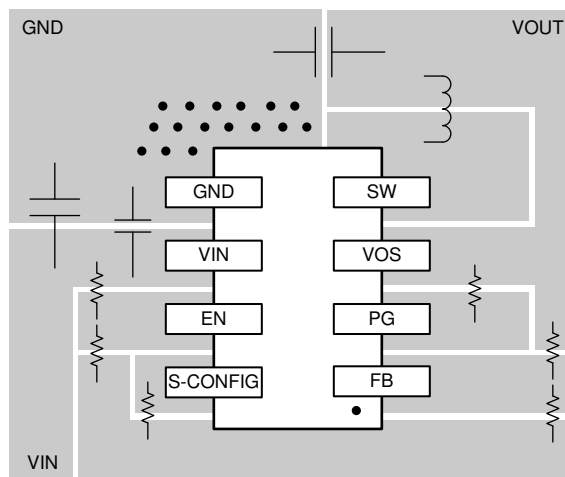 GND
VOUT
GND
SW
VIN
VOS
EN
PG
S-CONFIG
FB
VIN